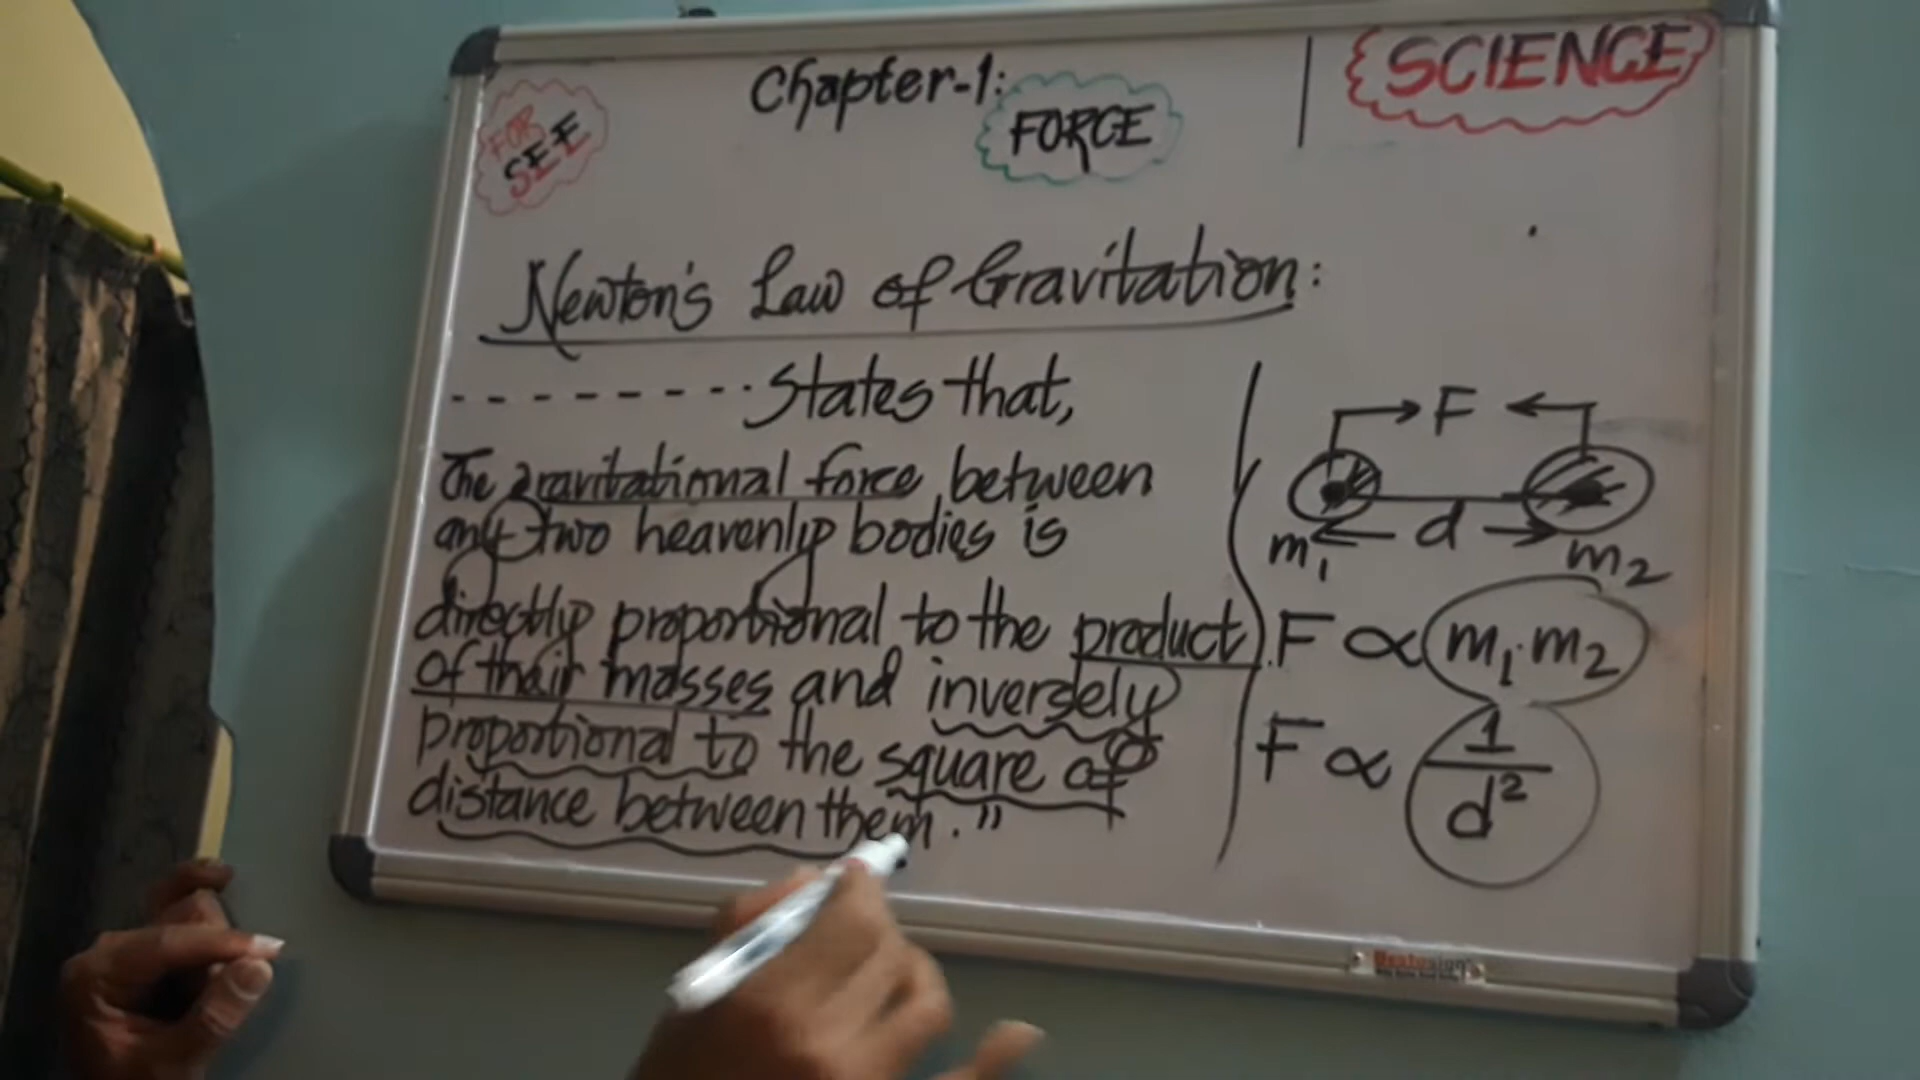 FOR
SEE
Chapter-1:
FORCE
SCIENCE
Newton's Law of Gravitation:
--------- States that,
The gravitational force between
any two heavenly bodies is
directly proportional to the product
of their masses and inversely
proportional to the square of
distance between them."
F
d
m₁
m₂
F ∝ m₁.m₂
F ∝ 1/d²